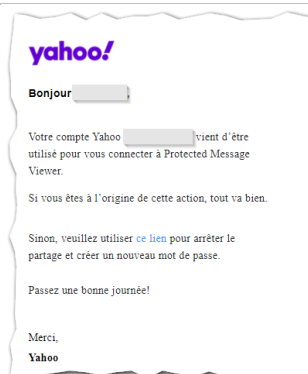 yahoo!
Bonjour ,
Votre compte Yahoo vient d’être
utilisé pour vous connecter à Protected Message
Viewer.
Si vous êtes à l’origine de cette action, tout va bien.
Sinon, veuillez utiliser ce lien pour arrêter le
partage et créer un nouveau mot de passe.
Passez une bonne journée!
Merci,
Yahoo